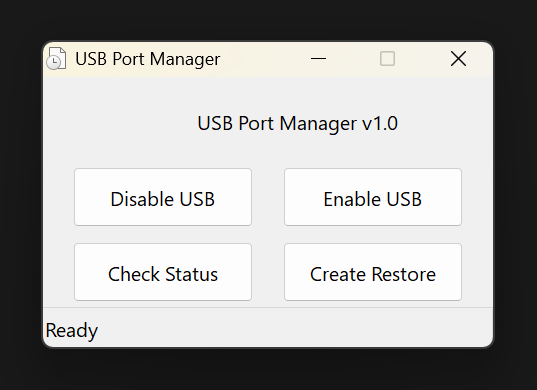 USB Port Manager
USB Port Manager v1.0
Disable USB
Enable USB
Check Status
Create Restore
Ready